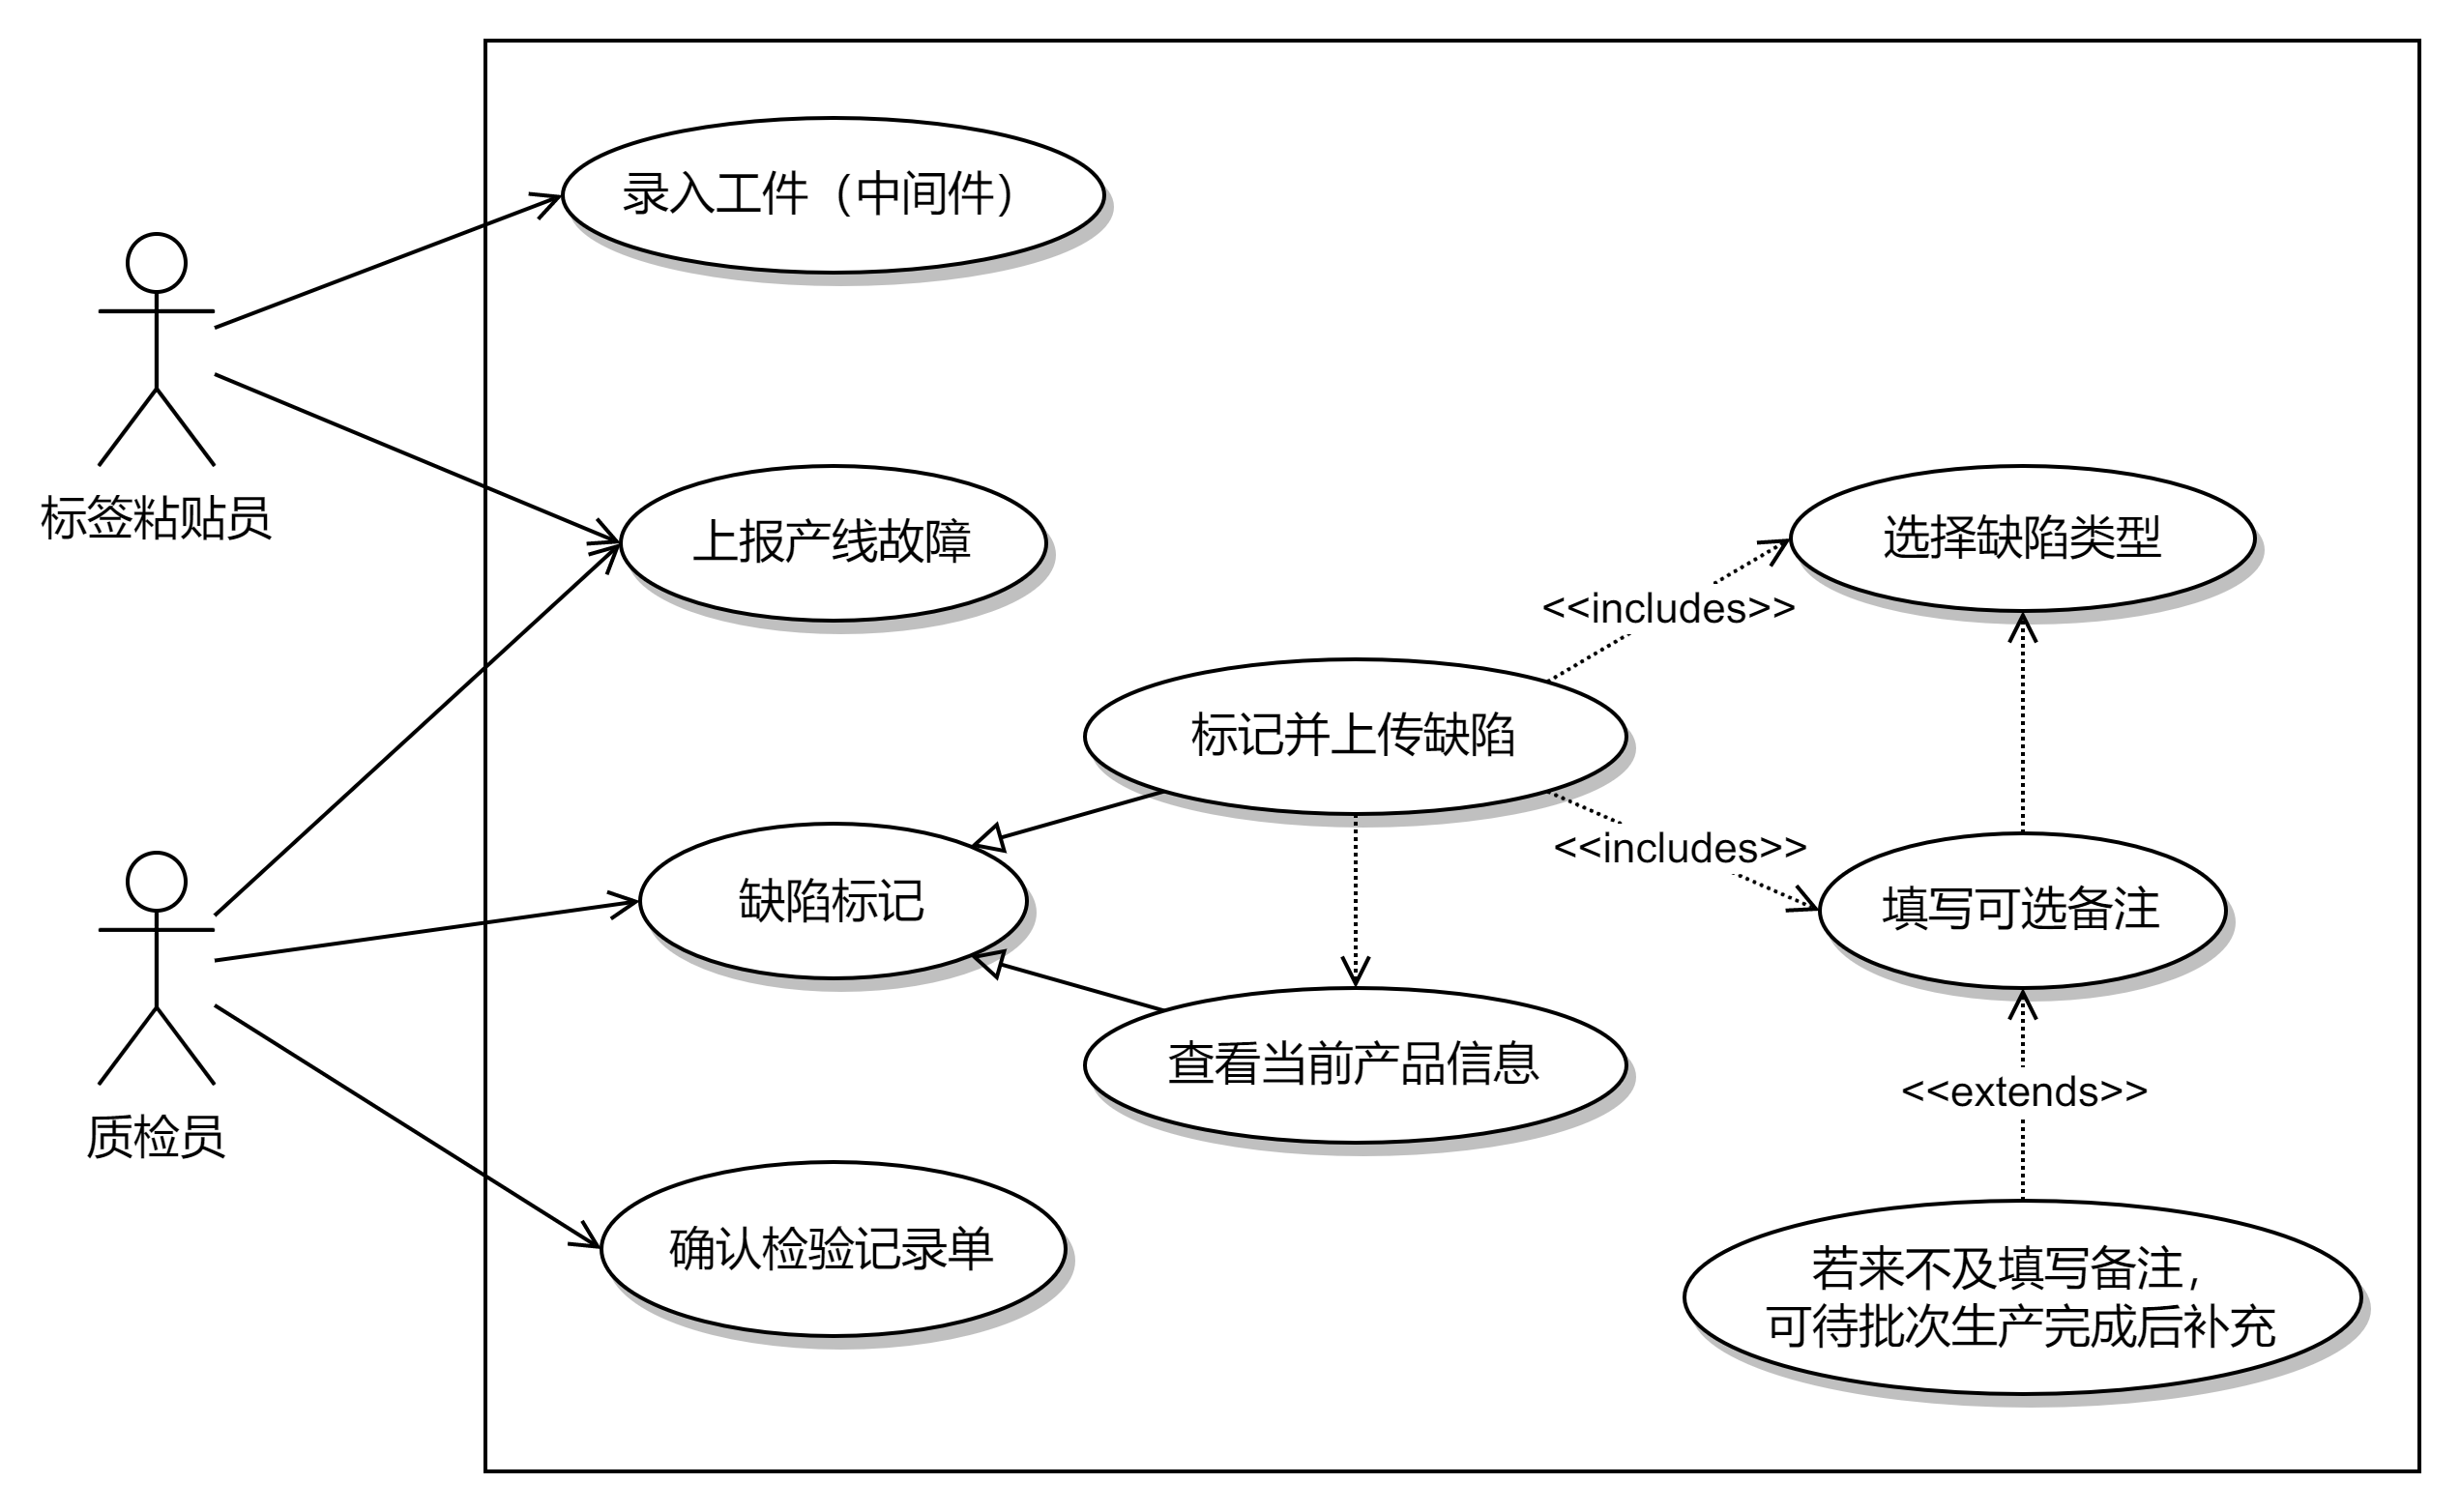 录入工件（中间件）
标签粘贴员
上报产线故障
选择缺陷类型
<<includes>>
标记并上传缺陷
<<includes>>
缺陷标记
填写可选备注
查看当前产品信息
<<extends>>
质检员
确认检验记录单
若来不及填写备注，
可待批次生产完成后补充